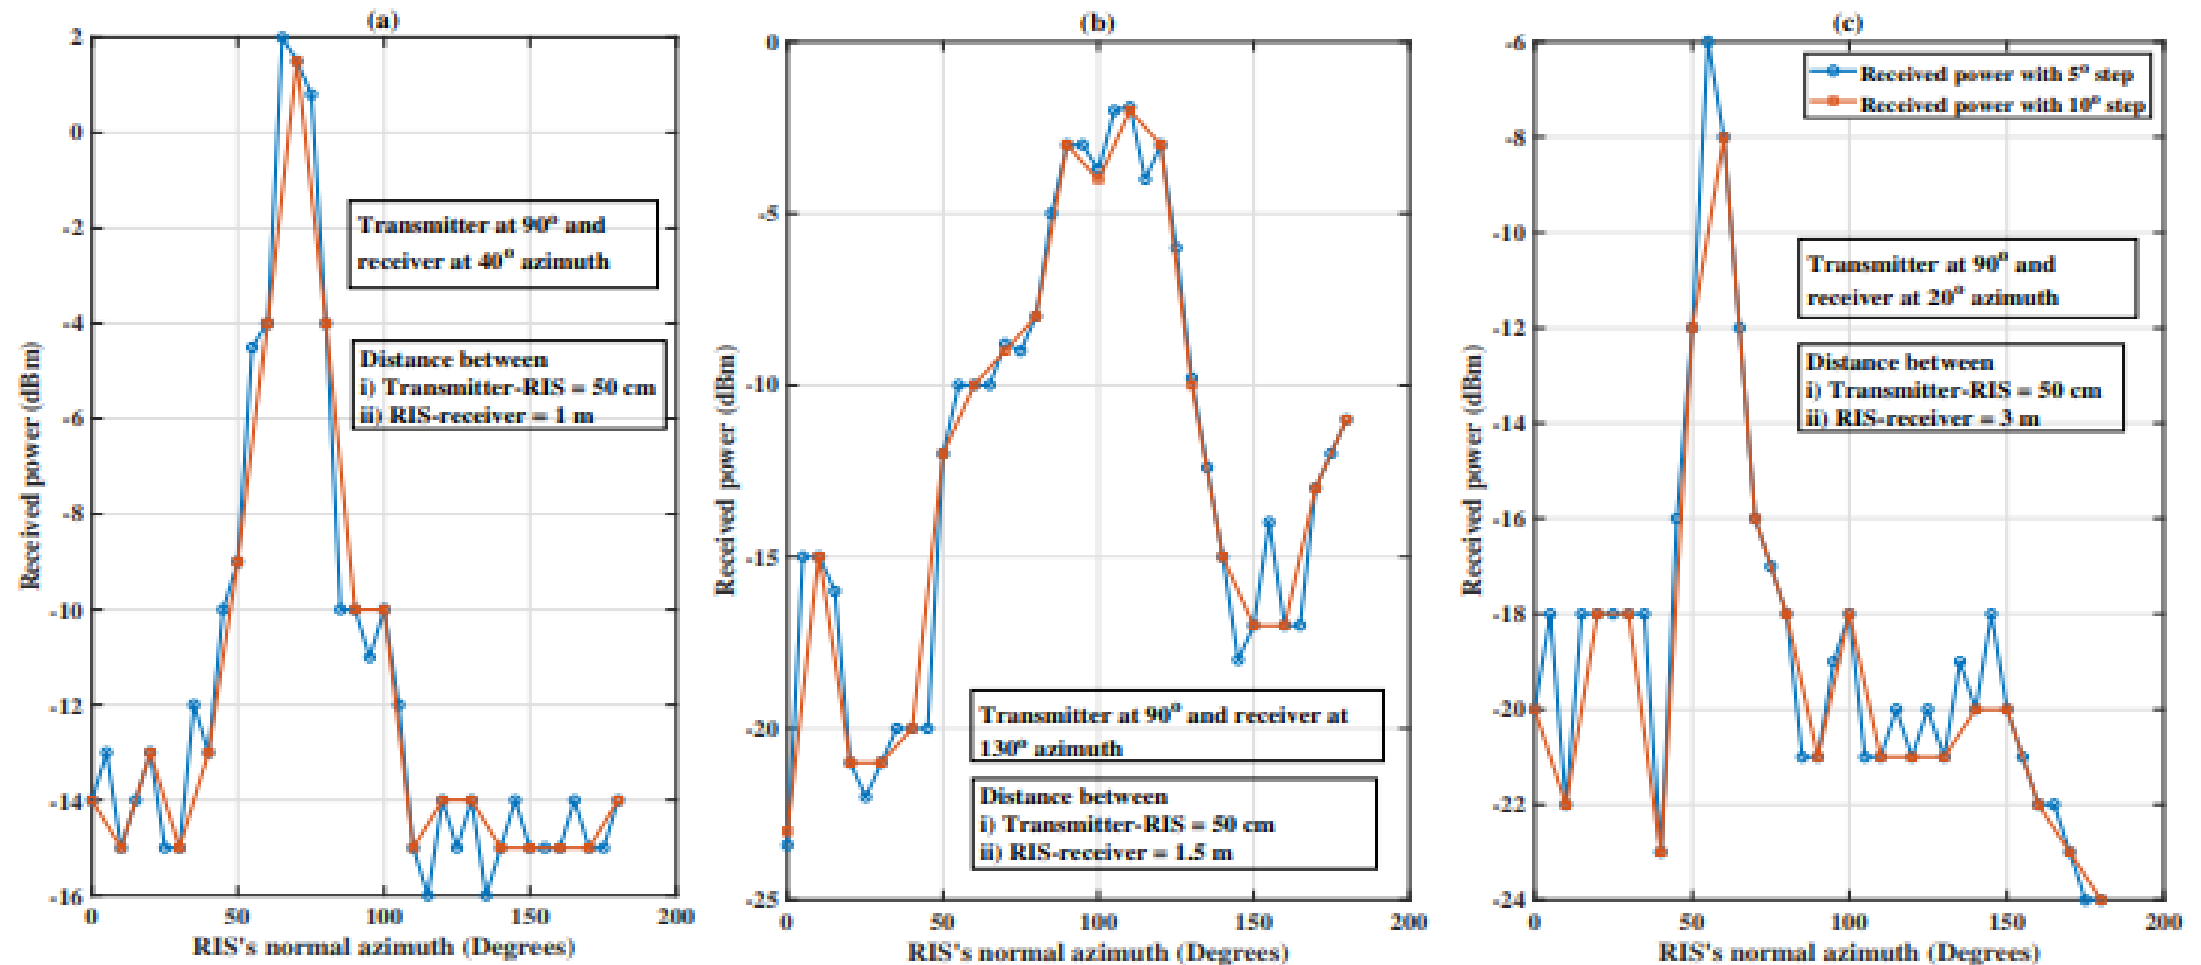 (a)
2
0
-2
-4
-6
-8
-10
-12
-14
-16
0 50 100 150 200
Received power (dBm)
RIS's normal azimuth (Degrees)
Transmitter at 90° and
receiver at 40° azimuth
Distance between
i) Transmitter-RIS = 50 cm
ii) RIS-receiver = 1 m
(b)
0
-5
-10
-15
-20
-25
0 50 100 150 200
Received power (dBm)
RIS's normal azimuth (Degrees)
Transmitter at 90° and receiver at
130° azimuth
Distance between
i) Transmitter-RIS = 50 cm
ii) RIS-receiver = 1.5 m
(c)
-6
-8
-10
-12
-14
-16
-18
-20
-22
-24
0 50 100 150 200
Received power (dBm)
RIS's normal azimuth (Degrees)
Received power with 5° step
Received power with 10° step
Transmitter at 90° and
receiver at 20° azimuth
Distance between
i) Transmitter-RIS = 50 cm
ii) RIS-receiver = 3 m